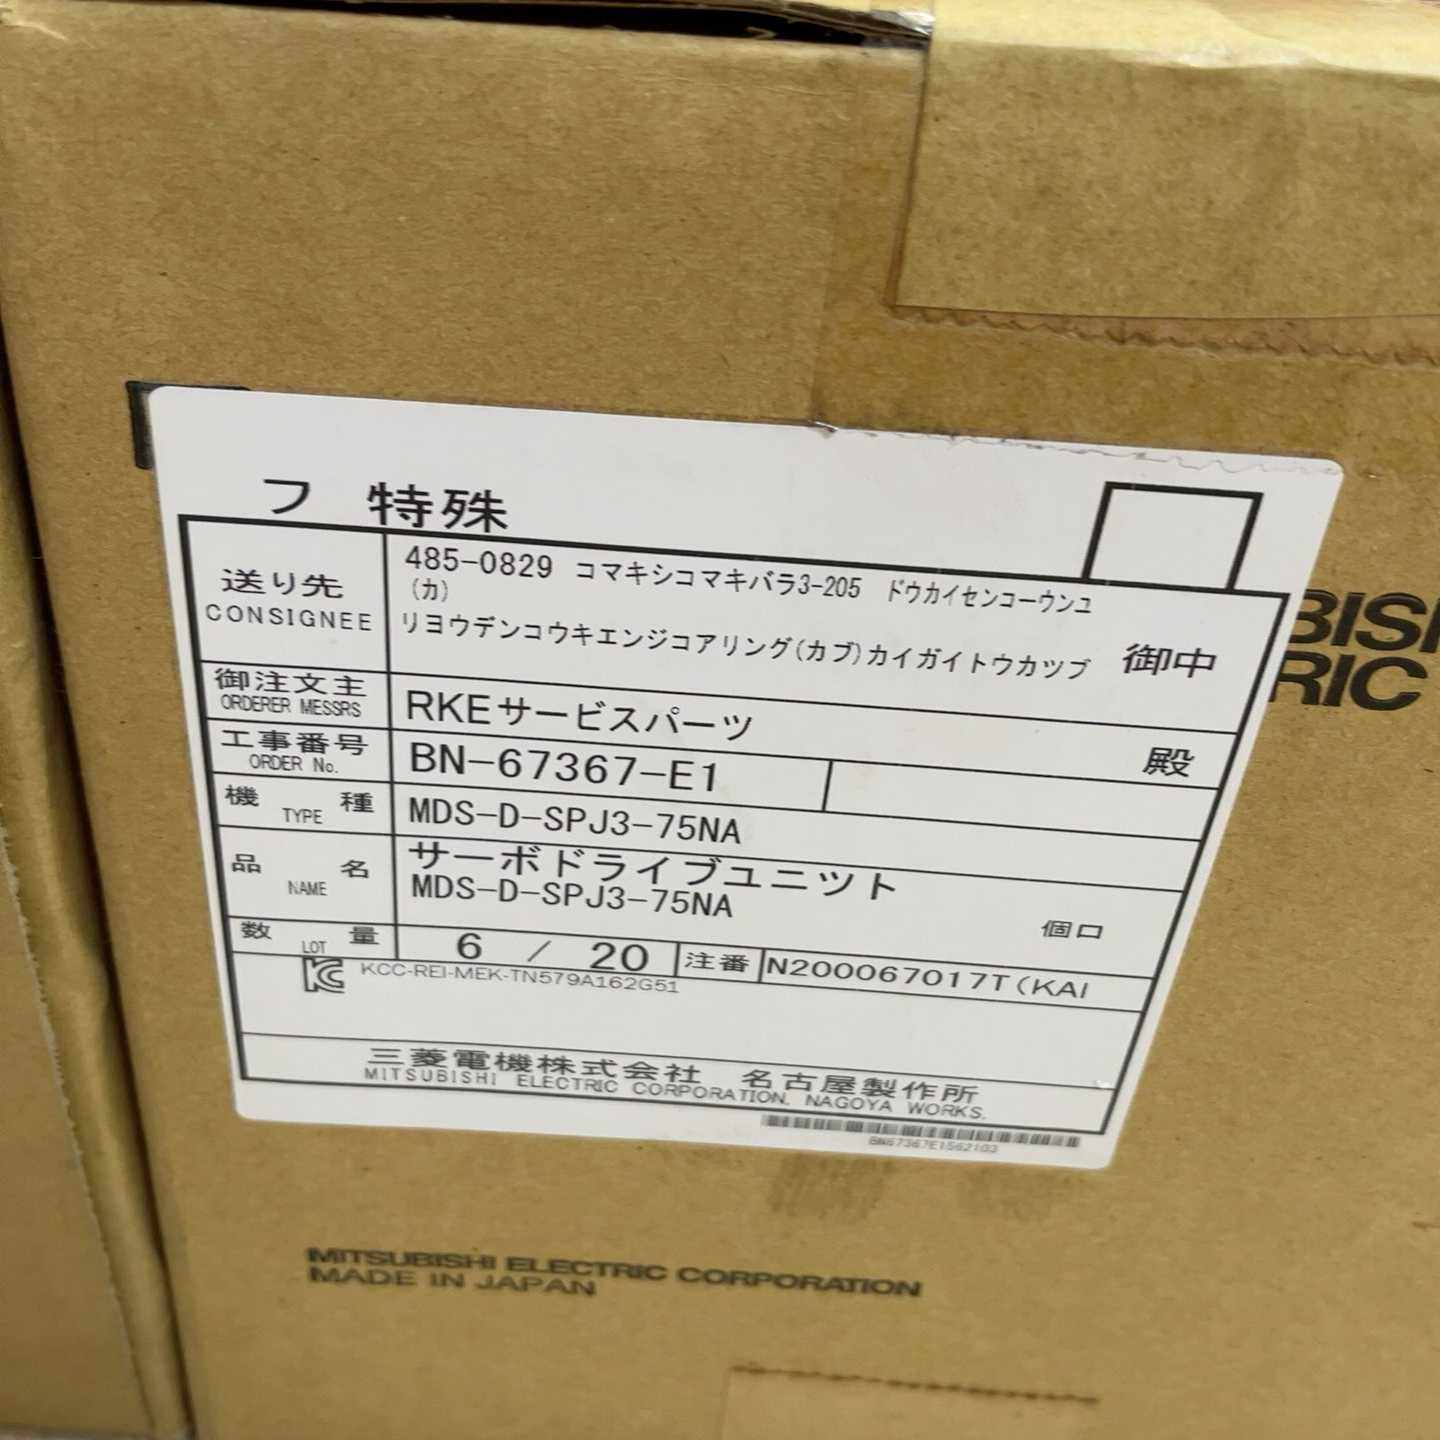 フ 特殊
送り先 485-0829 コマキシコマキバラ3-205 ドウカイセンコーウンユ
CONSIGNEE (カ)
リヨウデンコウキエンジコアリング(カブ)カイガイトウカツブ 御中
御注文主 RKEサービスパーツ
ORDERER MESSRS 殿
工事番号 BN-67367-E1
ORDER No.
機 種 MDS-D-SPJ3-75NA
TYPE
品 名 サーボドライブユニツト
NAME MDS-D-SPJ3-75NA
個口
数 量 6 / 20 注番 N200067017T(KAI
LOT
KCC-REI-MEK-TN579A162G51
三菱電機株式会社 名古屋製作所
MITSUBISHI ELECTRIC CORPORATION, NAGOYA WORKS.
BN67367E1562103
BISI
RIC
MITSUBISHI ELECTRIC CORPORATION
MADE IN JAPAN